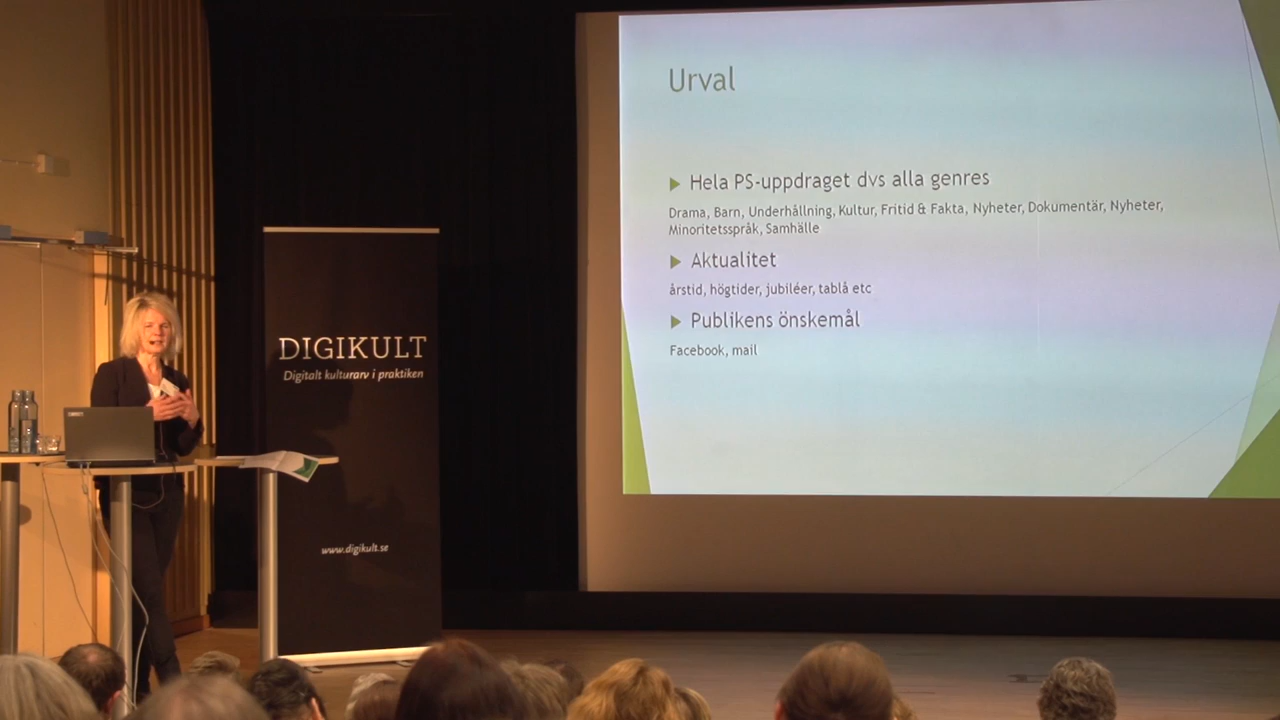 Urval
Hela PS-uppdraget dvs alla genres
Drama, Barn, Underhållning, Kultur, Fritid & Fakta, Nyheter, Dokumentär, Nyheter,
Minoritetsspråk, Samhälle
Aktualitet
årstid, högtider, jubiléer, tablå etc
Publikens önskemål
Facebook, mail
DIGIKULT
Digitalt kulturarv i praktiken
www.digikult.se